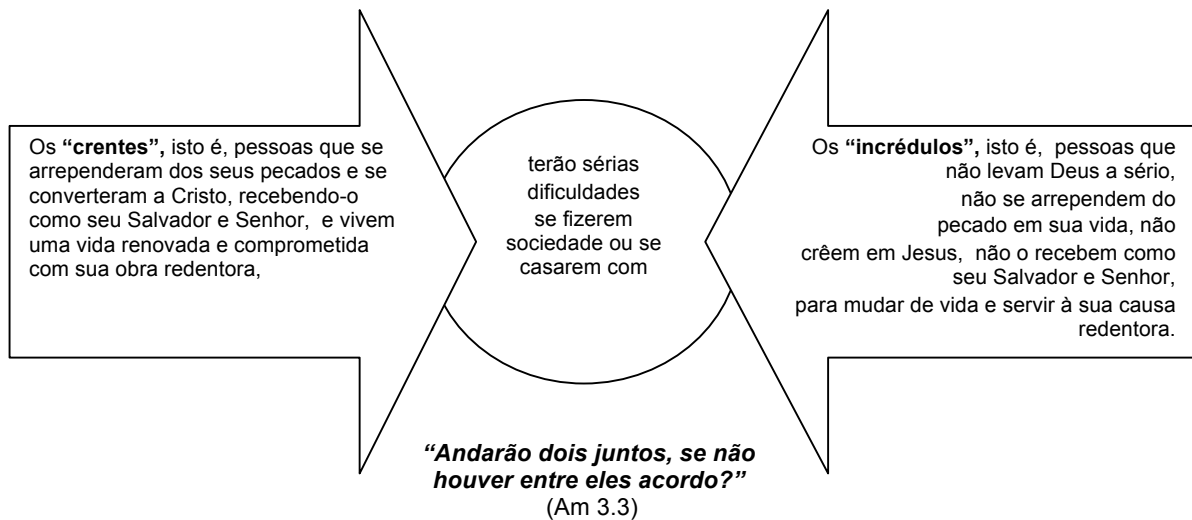 Os “crentes”, isto é, pessoas que se
arrependeram dos seus pecados e se
converteram a Cristo, recebendo-o
como seu Salvador e Senhor, e vivem
uma vida renovada e comprometida
com sua obra redentora,
terão sérias
dificuldades
se fizerem
sociedade ou se
casarem com
Os “incrédulos”, isto é, pessoas que
não levam Deus a sério,
não se arrependem do
pecado em sua vida, não
crêem em Jesus, não o recebem como
seu Salvador e Senhor,
para mudar de vida e servir à sua causa
redentora.
“Andarão dois juntos, se não
houver entre eles acordo?”
(Am 3.3)